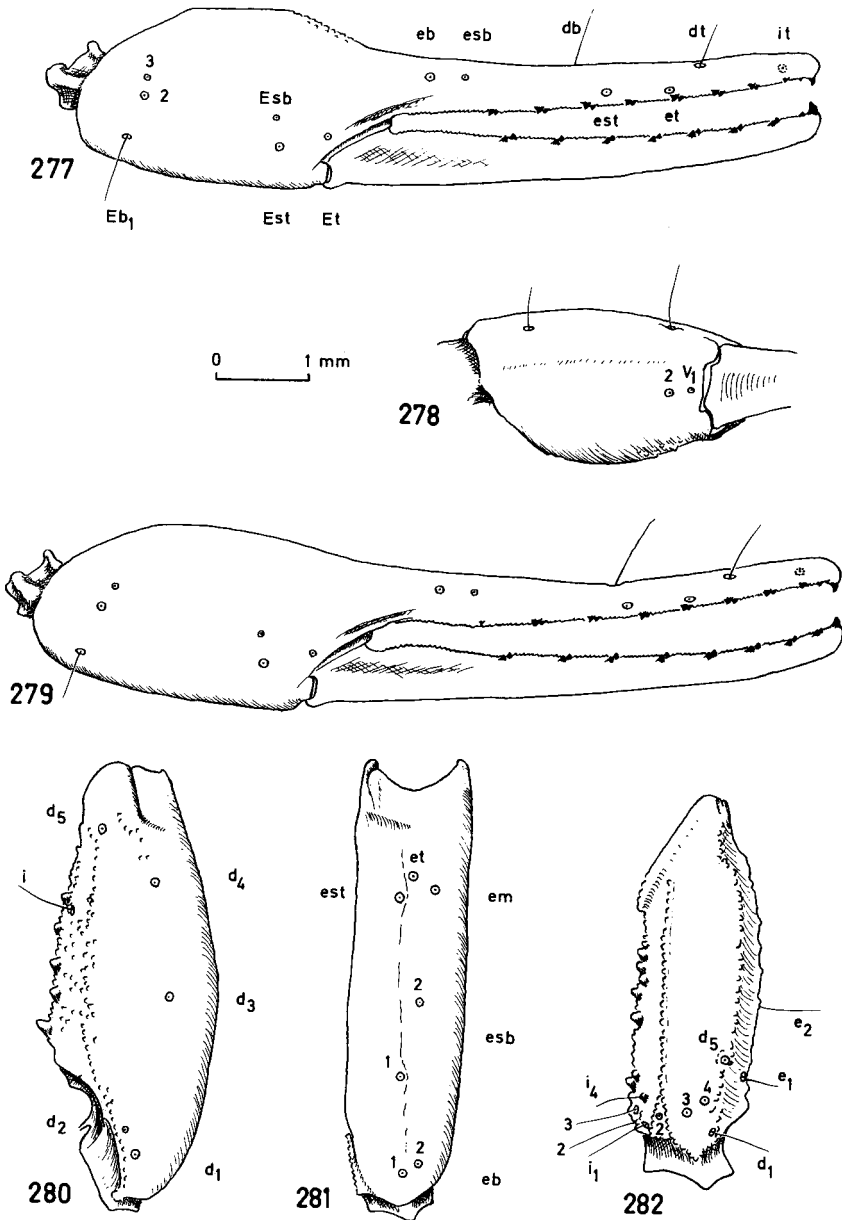 eb esb db dt it
3
2
Esb
est et
277
Eb1 Est Et
0 1 mm
2 V1
278
279
d5
i
d4
d3
d2
d1
280
et
est em
2
esb
1
1 2
eb
281
e2
d5
e1
i4
4
3
3
2
2
i1
d1
282